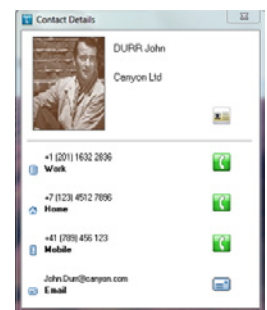 Contact Details
DURR John
Canyon Ltd
+1 (201) 1632 2836
Work
+7 (123) 4512 7896
Home
+41 (789) 456 123
Mobile
John.Durr@canyon.com
Email